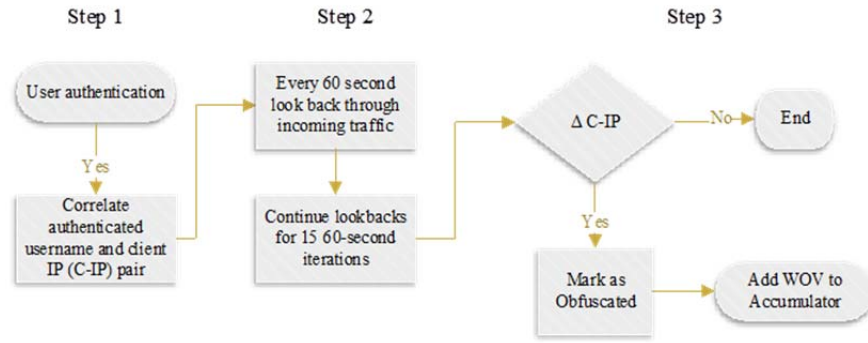 Step 1
Step 2
Step 3
User authentication
Yes
Correlate
authenticated
username and client
IP (C-IP) pair
Every 60 second
look back through
incoming traffic
Continue lookbacks
for 15 60-second
iterations
Δ C-IP
No
End
Yes
Mark as
Obfuscated
Add WOV to
Accumulator